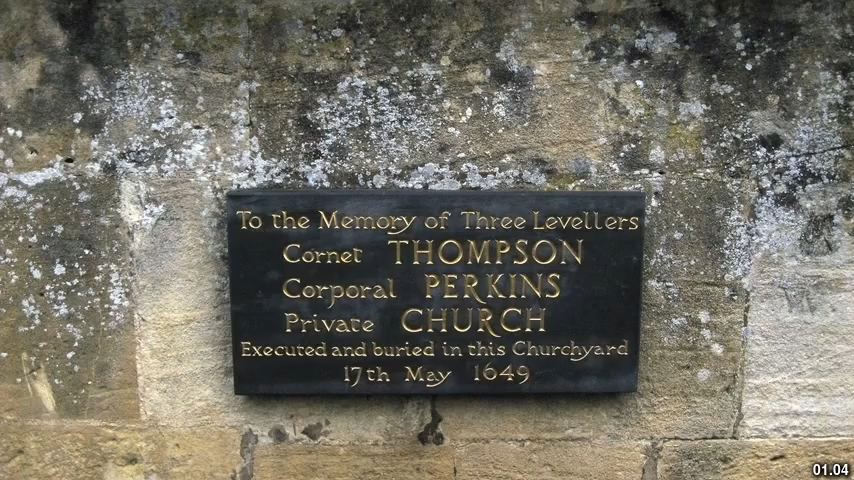 To the Memory of Three Levellers
Cornet THOMPSON
Corporal PERKINS
Private CHURCH
Executed and buried in this Churchyard
17th May 1649
01.04